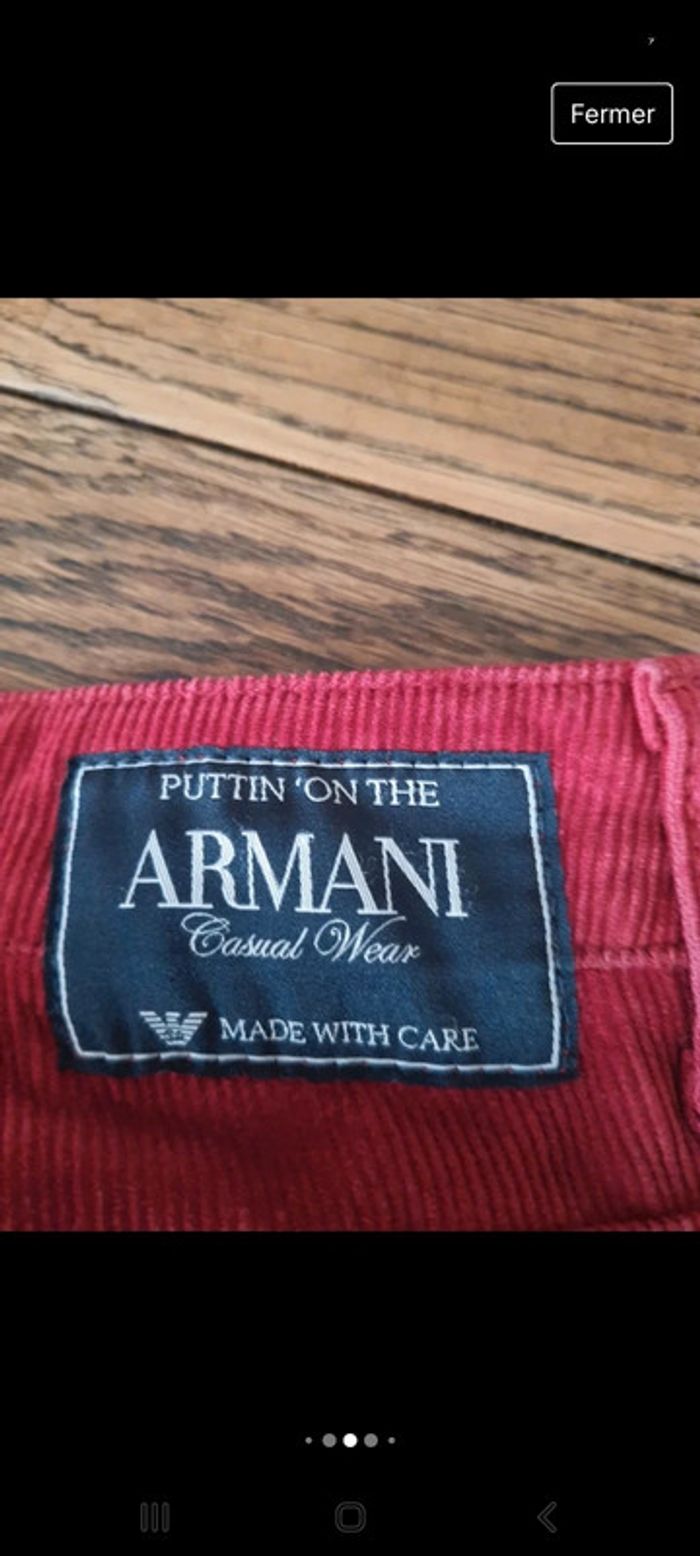 Fermer
PUTTIN 'ON THE
ARMANI
Casual Wear
MADE WITH CARE